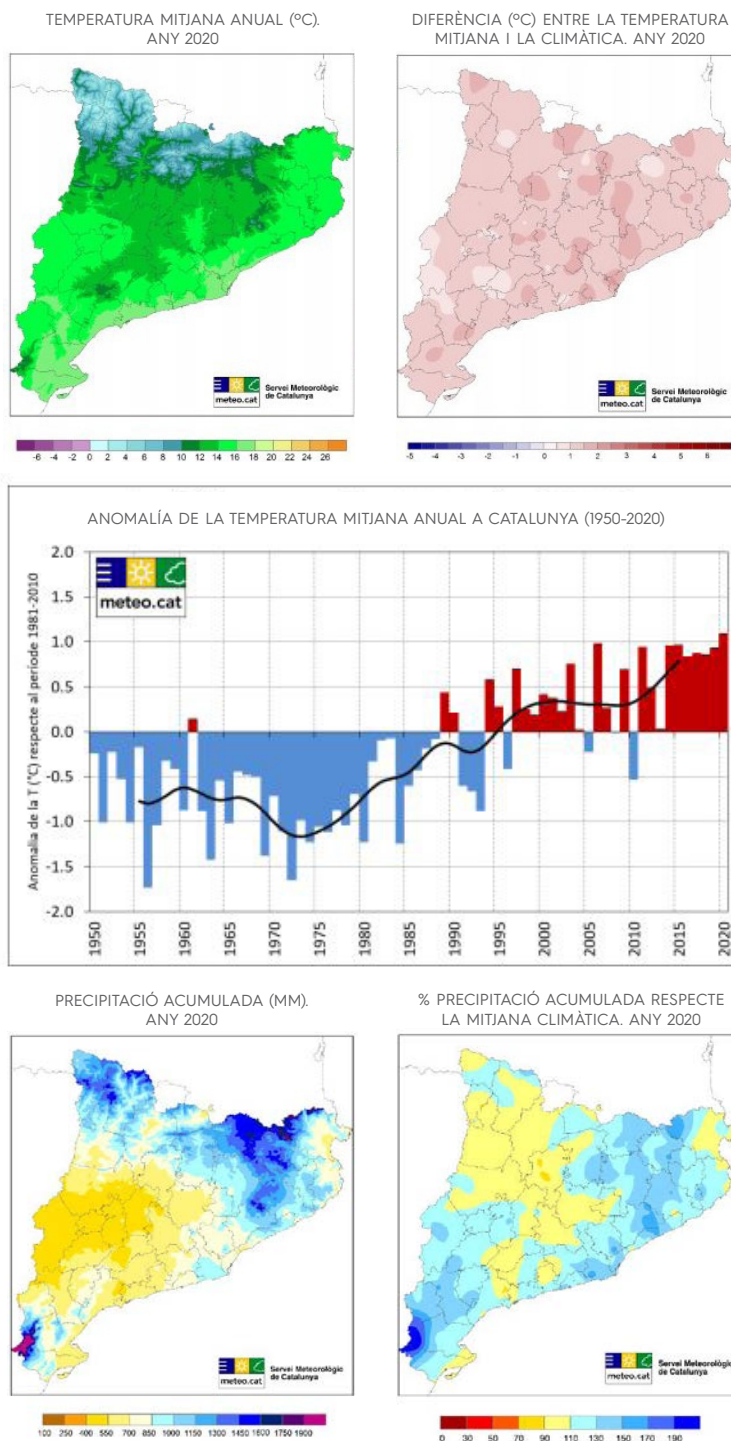 TEMPERATURA MITJANA ANUAL (ºC).
ANY 2020
DIFERÈNCIA (ºC) ENTRE LA TEMPERATURA
MITJANA I LA CLIMÀTICA. ANY 2020
meteo.cat
Servei Meteorològic
de Catalunya
meteo.cat
Servei Meteorològic
de Catalunya
-6 -4 -2 0 2 4 6 8 10 12 14 16 18 20 22 24 26
-5 -4 -3 -2 -1 0 1 2 3 4 5 6
ANOMALÍA DE LA TEMPERATURA MITJANA ANUAL A CATALUNYA (1950-2020)
meteo.cat
Anomalia de la T (°C) respecte al període 1981-2010
2.0
1.5
1.0
0.5
0.0
-0.5
-1.0
-1.5
-2.0
1950 1955 1960 1965 1970 1975 1980 1985 1990 1995 2000 2005 2010 2015 2020
PRECIPITACIÓ ACUMULADA (MM).
ANY 2020
% PRECIPITACIÓ ACUMULADA RESPECTE
LA MITJANA CLIMÀTICA. ANY 2020
meteo.cat
Servei Meteorològic
de Catalunya
meteo.cat
Servei Meteorològic
de Catalunya
100 250 400 550 700 850 1000 1150 1300 1450 1600 1750 1900
0 30 50 70 90 110 130 150 170 190